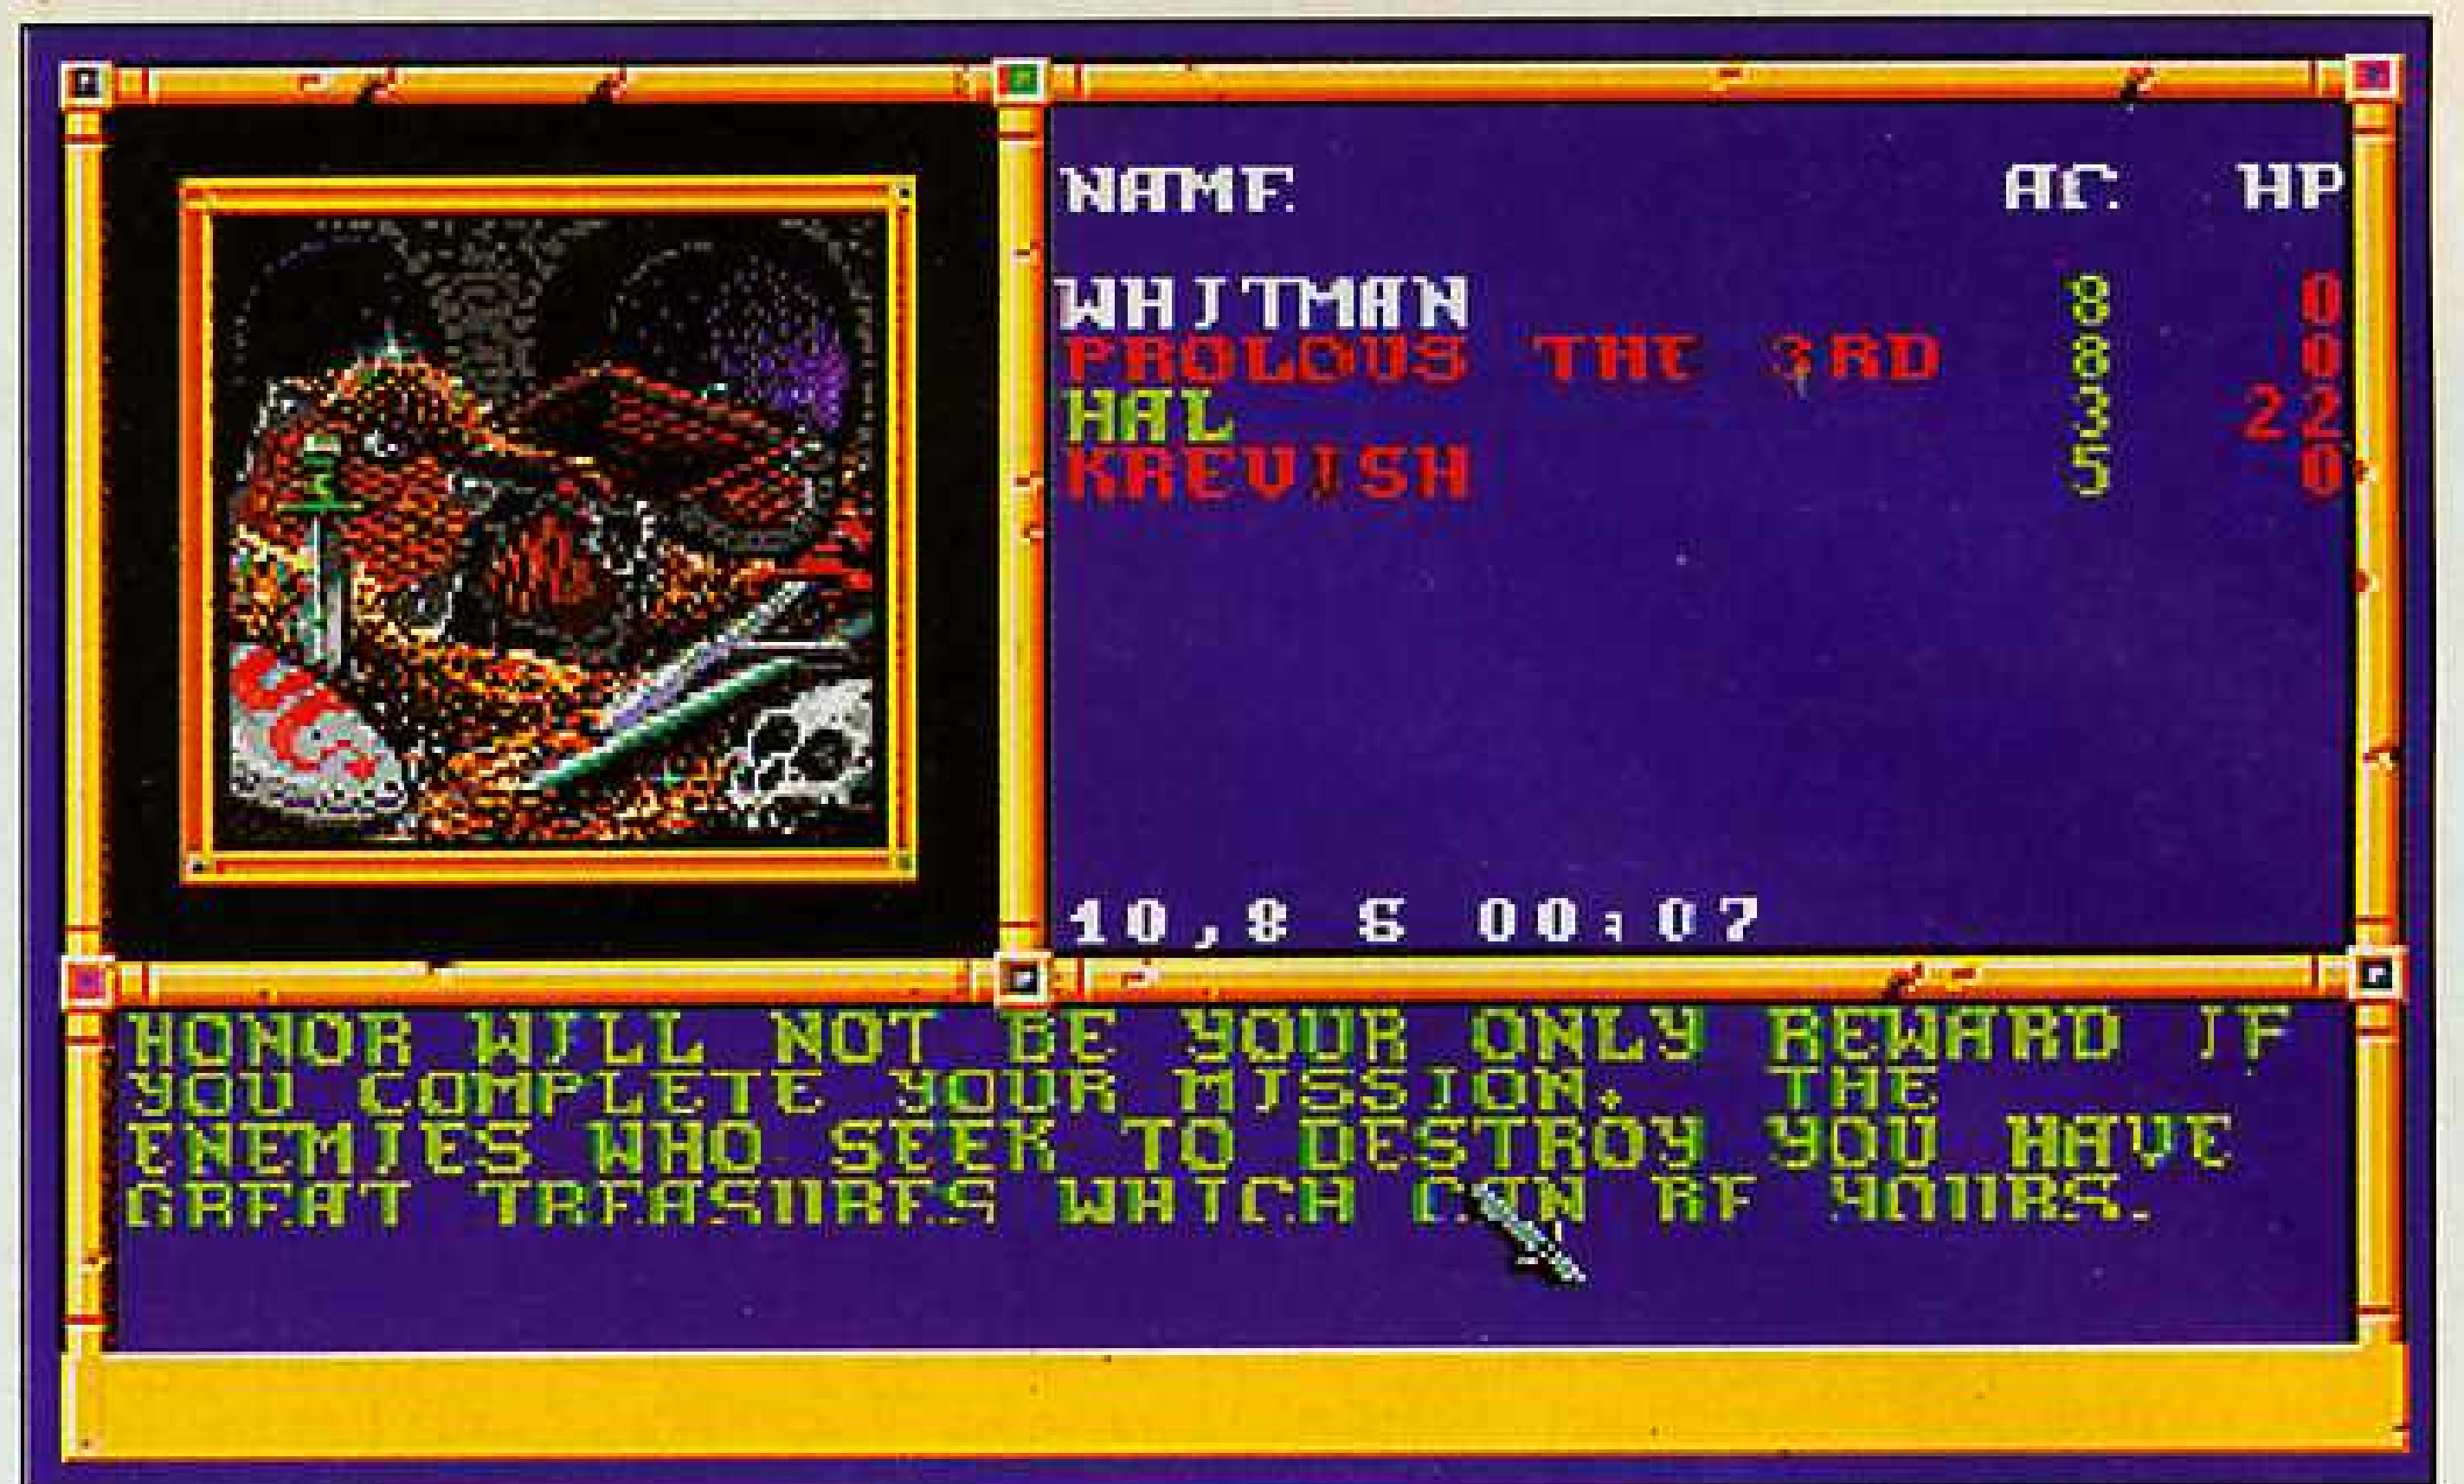 NAME AC HP
WHITMAN 8 0
PROLOUS THE 3RD 8 0
HAL 3 22
KREVISH 5 0
10,8 S 00:07
HONOR WILL NOT BE YOUR ONLY REWARD IF
YOU COMPLETE YOUR MISSION. THE
ENEMIES WHO SEEK TO DESTROY YOU HAVE
GREAT TREASURES WHICH CAN BE YOURS.